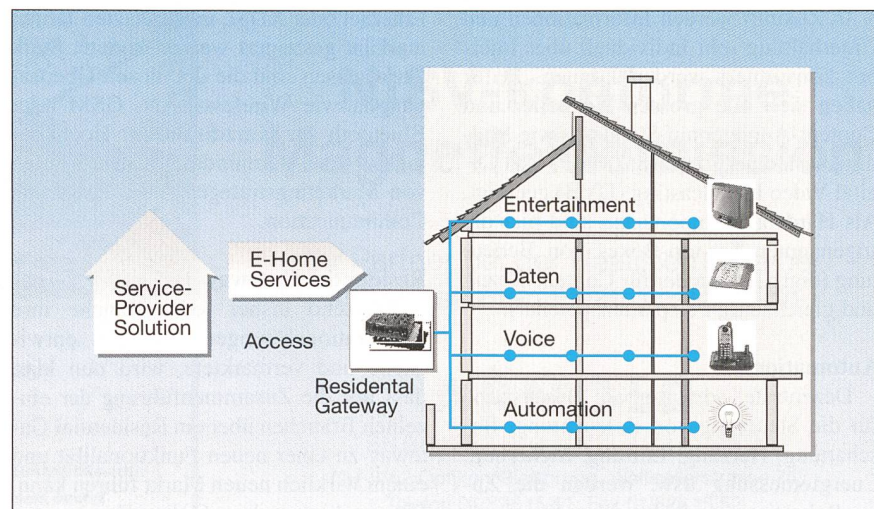 Entertainment
E-Home
Services
Service-
Provider
Solution
Daten
Access
Voice
Residental
Gateway
Automation